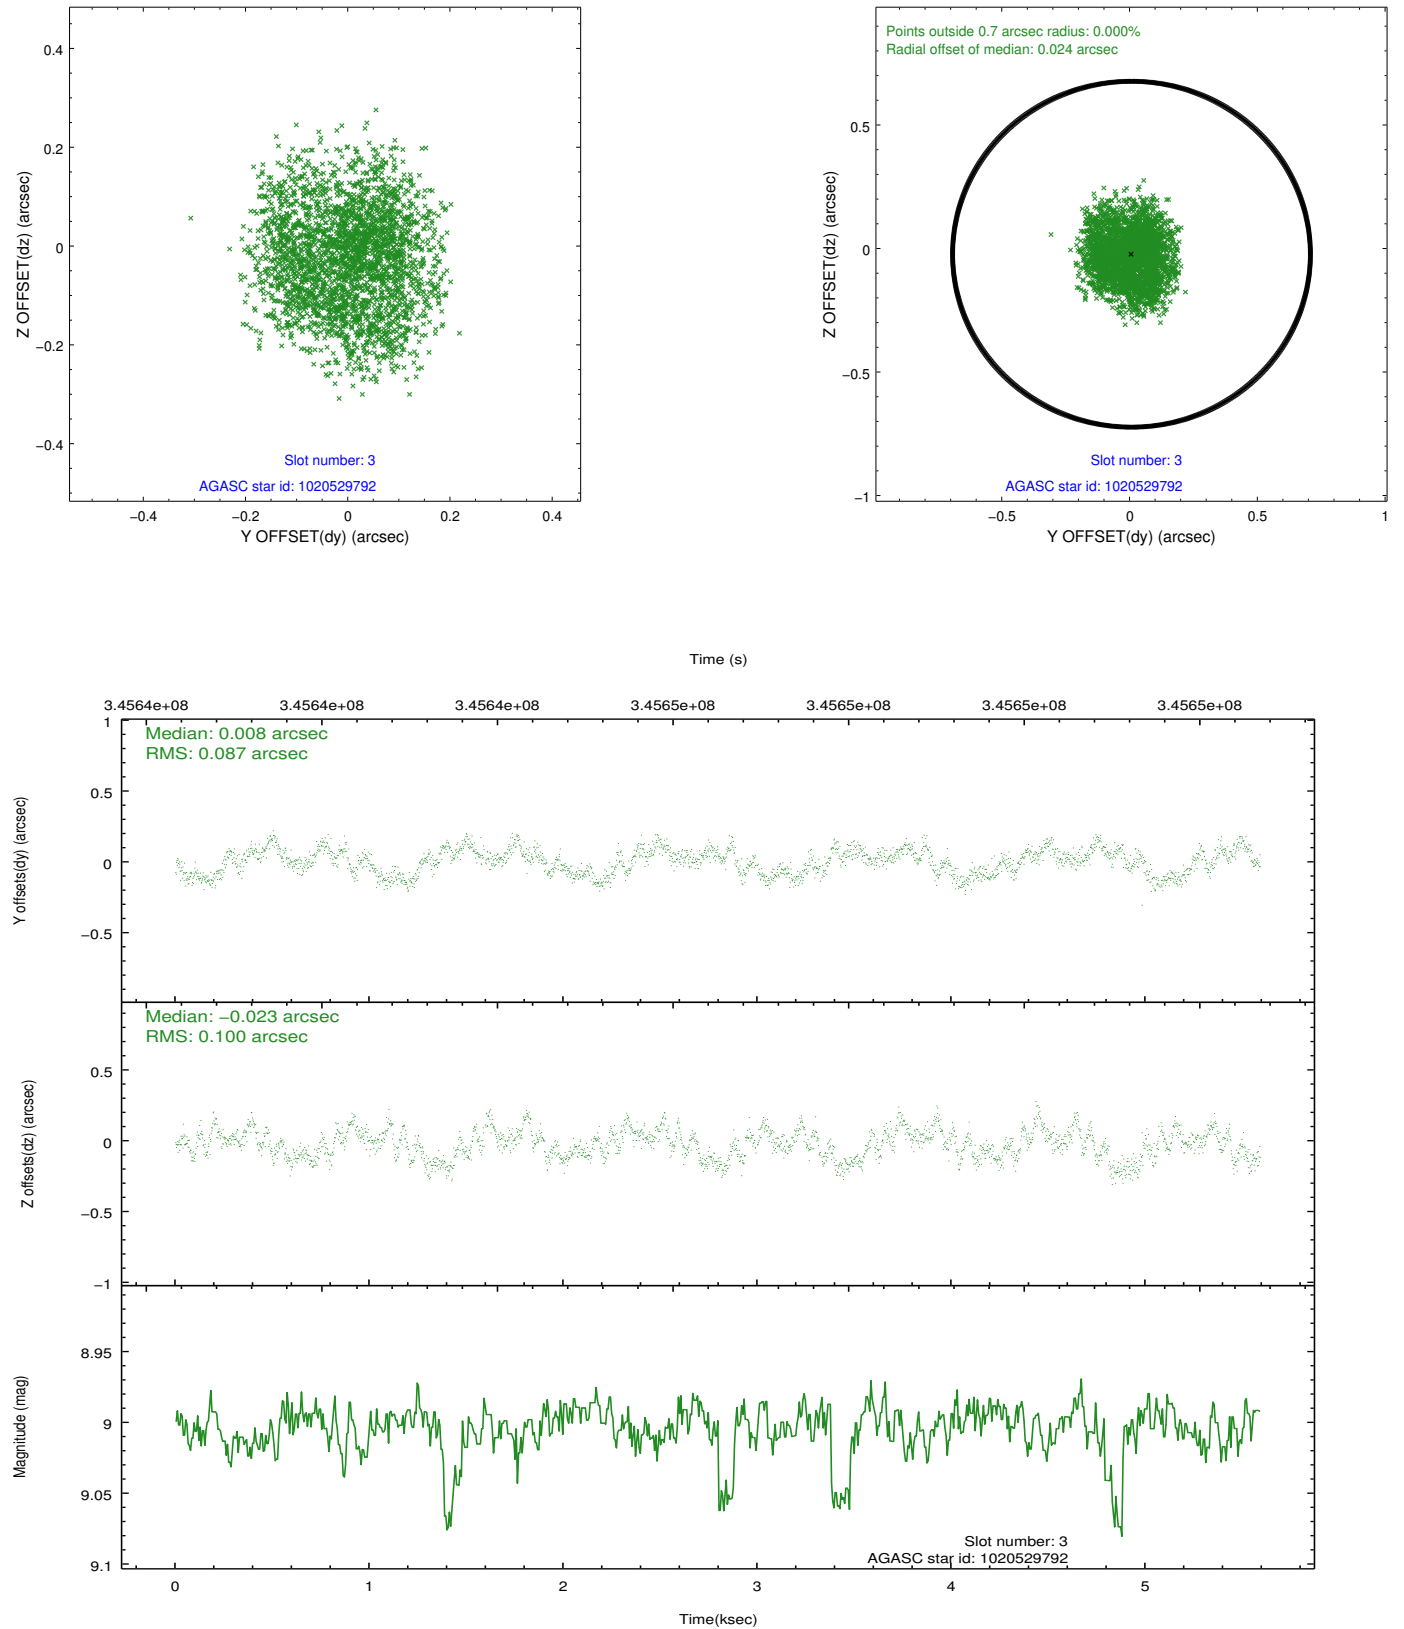 0.4
0.2
0
−0.2
−0.4
Z OFFSET(dz) (arcsec)
Slot number: 3
AGASC star id: 1020529792
−0.4 −0.2 0 0.2 0.4
Y OFFSET(dy) (arcsec)
Points outside 0.7 arcsec radius: 0.000%
Radial offset of median: 0.024 arcsec
0.5
0
−0.5
−1
Z OFFSET(dz) (arcsec)
Slot number: 3
AGASC star id: 1020529792
−0.5 0 0.5 1
Y OFFSET(dy) (arcsec)
Time (s)
3.4564e+08 3.4564e+08 3.4564e+08 3.4565e+08 3.4565e+08 3.4565e+08 3.4565e+08
1
0.5
0
−0.5
Y offsets(dy) (arcsec)
Median: 0.008 arcsec
RMS: 0.087 arcsec
0.5
0
−0.5
−1
Z offsets(dz) (arcsec)
Median: −0.023 arcsec
RMS: 0.100 arcsec
8.95
9
9.05
9.1
Magnitude (mag)
Slot number: 3
AGASC star id: 1020529792
0 1 2 3 4 5
Time(ksec)